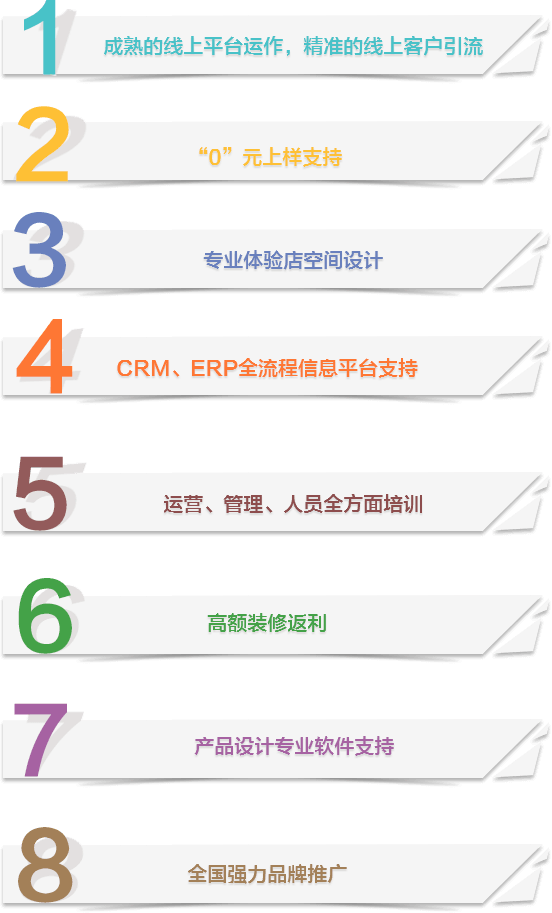 1
成熟的线上平台运作，精准的线上客户引流
2
“0”元上样支持
3
专业体验店空间设计
4
CRM、ERP全流程信息平台支持
5
运营、管理、人员全方面培训
6
高额装修返利
7
产品设计专业软件支持
8
全国强力品牌推广